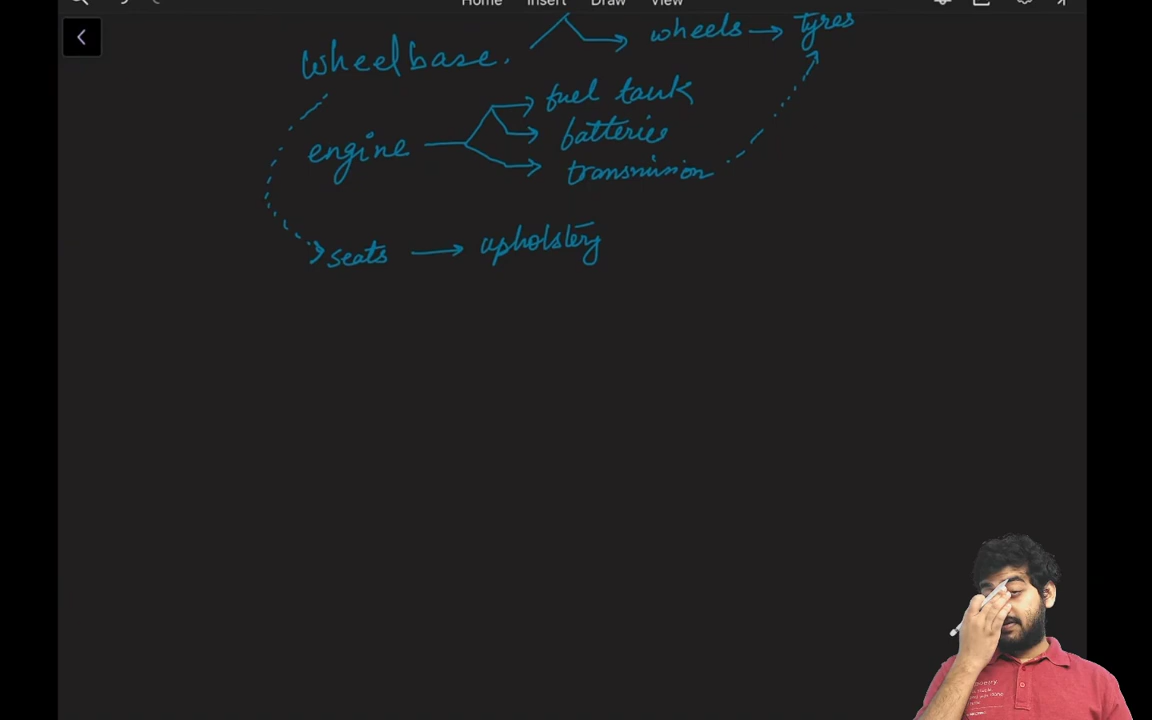 Home Insert Draw View
wheels → tyres
wheelbase.
fuel tank
engine
batteries
transmission
seats → upholstery